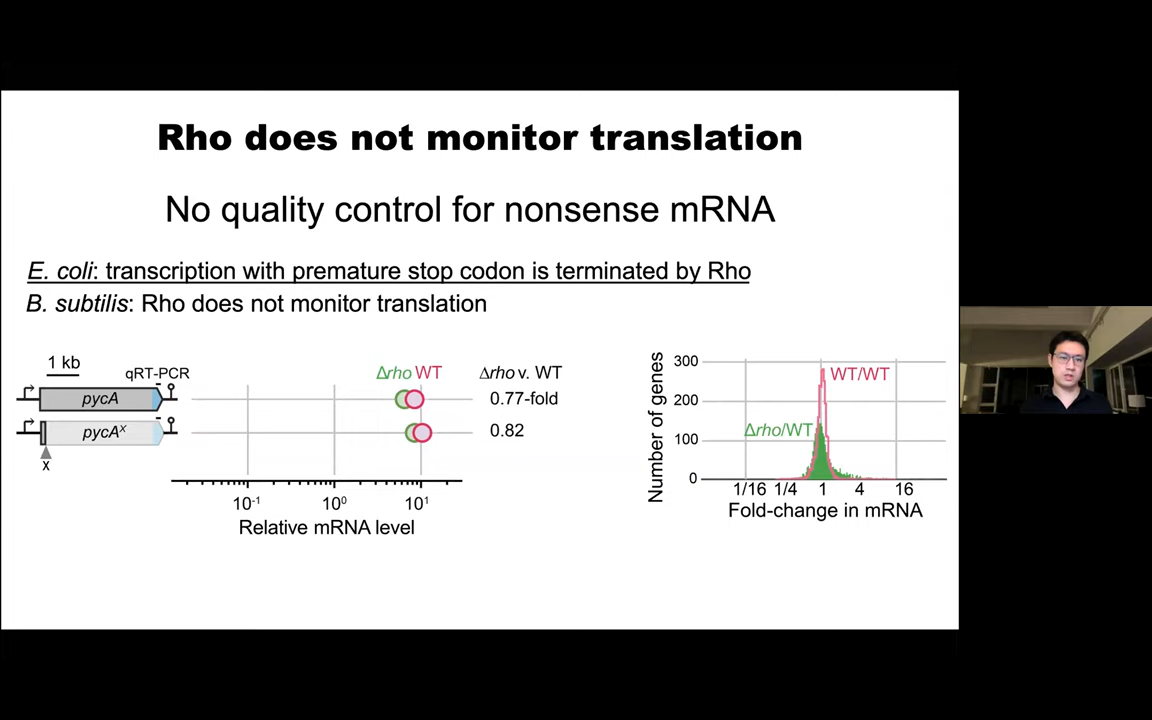 Rho does not monitor translation
No quality control for nonsense mRNA
E. coli: transcription with premature stop codon is terminated by Rho
B. subtilis: Rho does not monitor translation
1 kb
qRT-PCR
Δrho WT
Δrho v. WT
pycA
0.77-fold
pycAˣ
0.82
x
10⁻¹ 10⁰ 10¹
Relative mRNA level
Number of genes
300
200
100
0
WT/WT
Δrho/WT
1/16 1/4 1 4 16
Fold-change in mRNA